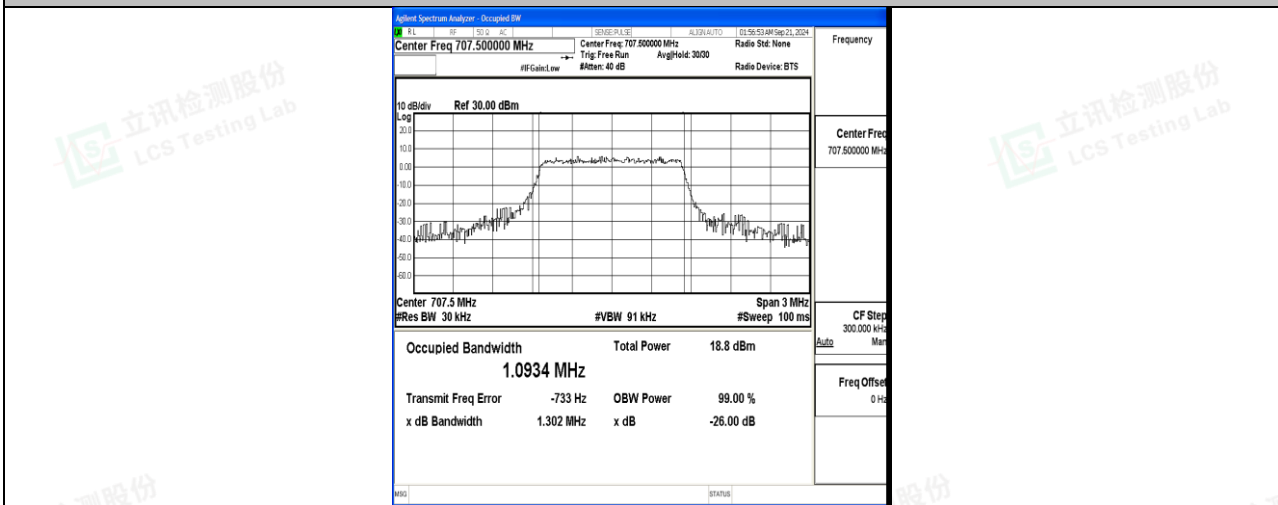 Agilent Spectrum Analyzer - Occupied BW
RL RF 50 Ω AC SENSE:PULSE ALIGN AUTO 01:56:53 AM Sep 21, 2024
Center Freq 707.500000 MHz
Center Freq: 707.500000 MHz
Radio Std: None
Trig: Free Run Avg|Hold: 30/30
#IFGain:Low
#Atten: 40 dB
Radio Device: BTS
Frequency
10 dB/div Ref 30.00 dBm
Log
20.0
10.0
0.00
-10.0
-20.0
-30.0
-40.0
-50.0
-60.0
Center 707.5 MHz
Span 3 MHz
#Res BW 30 kHz
#VBW 91 kHz
#Sweep 100 ms
Center Freq
707.500000 MHz
CF Step
300.000 kHz
Auto Man
Freq Offset
0 Hz
Occupied Bandwidth
1.0934 MHz
Total Power 18.8 dBm
Transmit Freq Error -733 Hz OBW Power 99.00 %
x dB Bandwidth 1.302 MHz x dB -26.00 dB
MSG
STATUS
立讯检测股份
LCS Testing Lab
立讯检测股份
LCS Testing Lab
测股份
股份